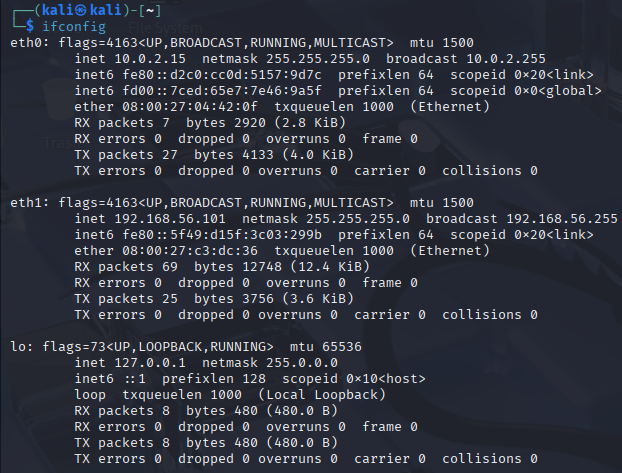 ┌──(kali㉿kali)-[~]
└─$ ifconfig
File System
eth0: flags=4163<UP,BROADCAST,RUNNING,MULTICAST>  mtu 1500
        inet 10.0.2.15  netmask 255.255.255.0  broadcast 10.0.2.255
        inet6 fe80::d2c0:cc0d:5157:9d7c  prefixlen 64  scopeid 0×20<link>
        inet6 fd00::7ced:65e7:7e46:9a5f  prefixlen 64  scopeid 0×0<global>
        ether 08:00:27:04:42:0f  txqueuelen 1000  (Ethernet)
        RX packets 7  bytes 2920 (2.8 KiB)
        RX errors 0  dropped 0  overruns 0  frame 0
        TX packets 27  bytes 4133 (4.0 KiB)
        TX errors 0  dropped 0 overruns 0  carrier 0  collisions 0

eth1: flags=4163<UP,BROADCAST,RUNNING,MULTICAST>  mtu 1500
        inet 192.168.56.101  netmask 255.255.255.0  broadcast 192.168.56.255
        inet6 fe80::5f49:d15f:3c03:299b  prefixlen 64  scopeid 0×20<link>
        ether 08:00:27:c3:dc:36  txqueuelen 1000  (Ethernet)
        RX packets 69  bytes 12748 (12.4 KiB)
        RX errors 0  dropped 0  overruns 0  frame 0
        TX packets 25  bytes 3756 (3.6 KiB)
        TX errors 0  dropped 0 overruns 0  carrier 0  collisions 0

lo: flags=73<UP,LOOPBACK,RUNNING>  mtu 65536
        inet 127.0.0.1  netmask 255.0.0.0
        inet6 ::1  prefixlen 128  scopeid 0×10<host>
        loop  txqueuelen 1000  (Local Loopback)
        RX packets 8  bytes 480 (480.0 B)
        RX errors 0  dropped 0  overruns 0  frame 0
        TX packets 8  bytes 480 (480.0 B)
        TX errors 0  dropped 0 overruns 0  carrier 0  collisions 0